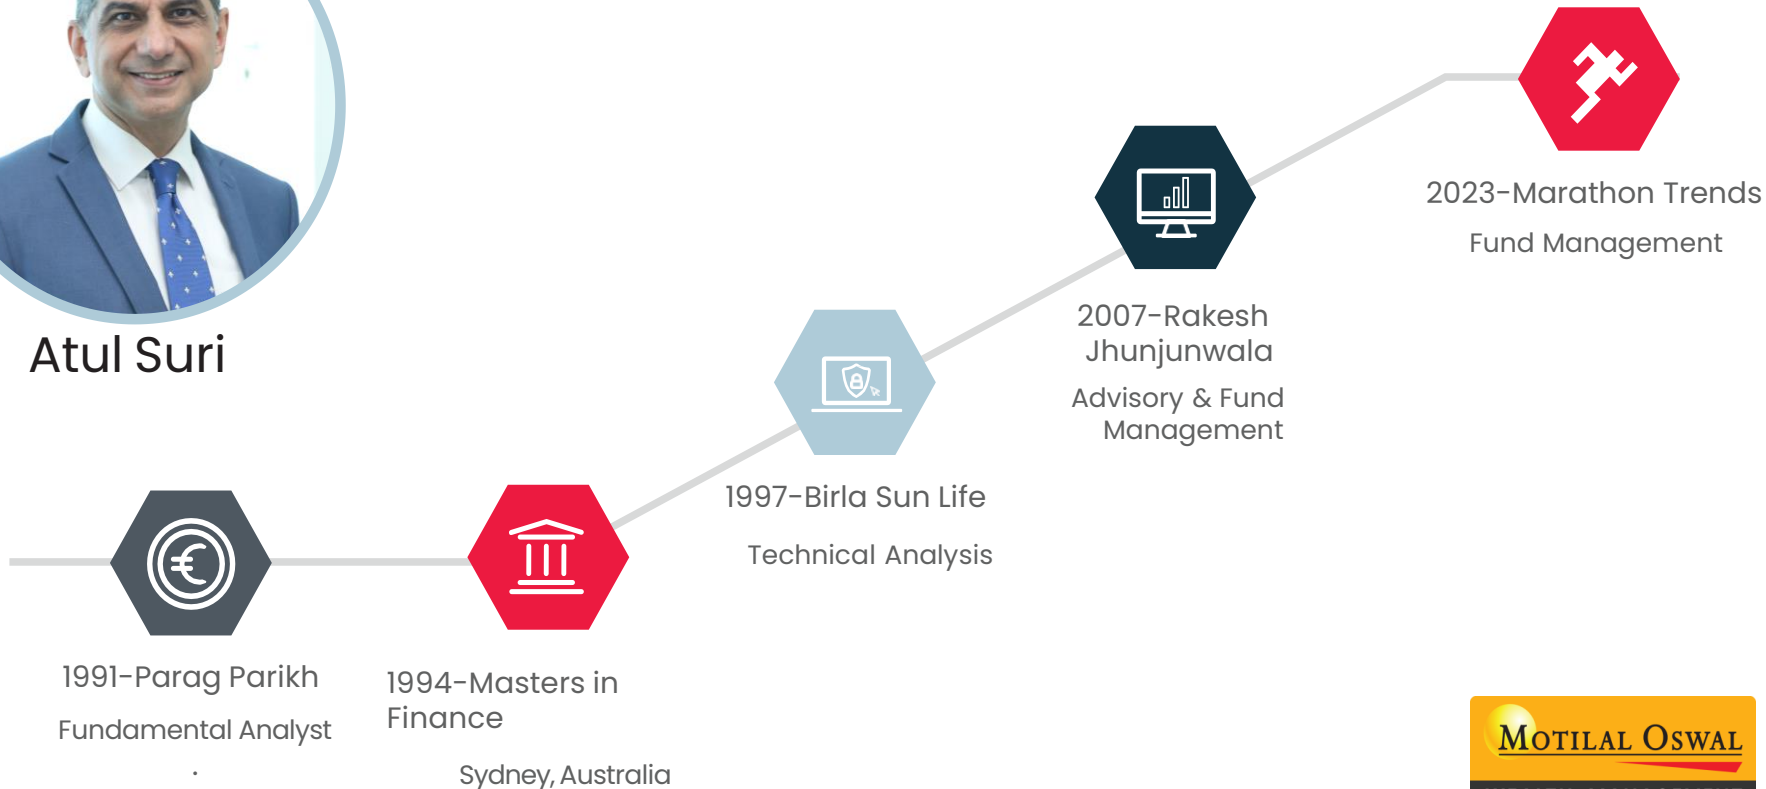 Atul Suri
1991-Parag Parikh
Fundamental Analyst
.
1994-Masters in
Finance
Sydney, Australia
1997-Birla Sun Life
Technical Analysis
2007-Rakesh
Jhunjunwala
Advisory & Fund
Management
2023-Marathon Trends
Fund Management
MOTILAL OSWAL